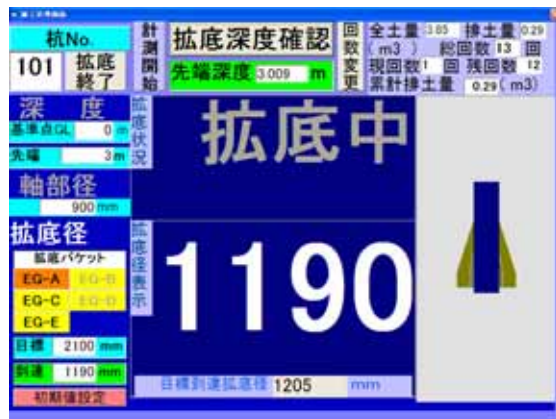 杭No.
101
拡底
終了
計測開始
拡底深度確認
先端深度 3.009 m
回数変更
全土量 3.85 排土量 0.29
(m3) 総回数 13 回
現回数 1 回 残回数 12
累計排土量 0.29 (m3)
深度
基準点GL 0 m
先端 3 m
軸部径
900 mm
拡底径
拡底バケット
EG-A EG-B
EG-C EG-D
EG-E
目標 2100 mm
到達 1190 mm
初期値設定
拡底状況
拡底中
拡底径表示
1190
目標到達拡底径 1205 mm